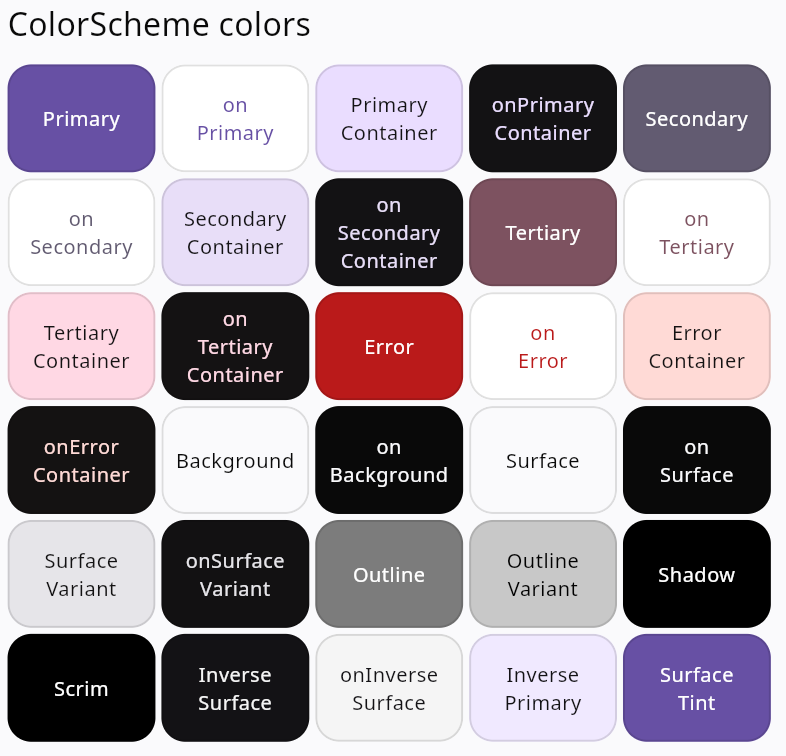 ColorScheme colors
Primary
on
Primary
Primary
Container
onPrimary
Container
Secondary
on
Secondary
Secondary
Container
on
Secondary
Container
Tertiary
on
Tertiary
Tertiary
Container
on
Tertiary
Container
Error
on
Error
Error
Container
onError
Container
Background
on
Background
Surface
on
Surface
Surface
Variant
onSurface
Variant
Outline
Outline
Variant
Shadow
Scrim
Inverse
Surface
onInverse
Surface
Inverse
Primary
Surface
Tint